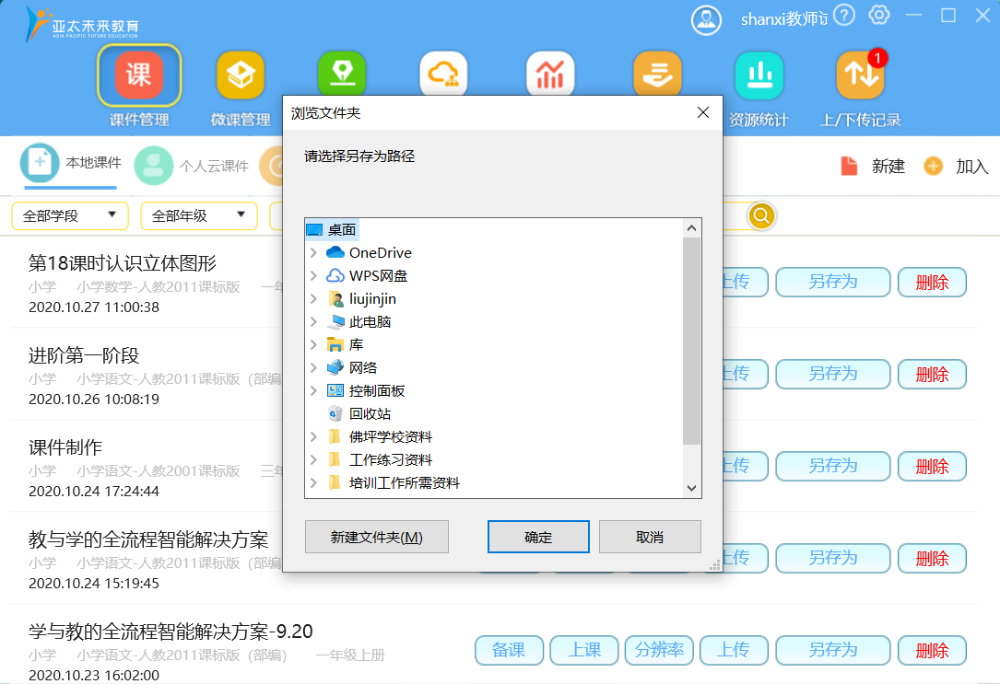 亚太未来教育
ASIA PACIFIC FUTURE EDUCATION
shanxi教师
课
1
课件管理
微课管理
资源统计
上/下传记录
浏览文件夹
请选择另存为路径
本地课件
个人云课件
新建
加入
全部学段
全部年级
桌面
OneDrive
WPS网盘
liujinjin
此电脑
库
网络
控制面板
回收站
佛坪学校资料
工作练习资料
培训工作所需资料
新建文件夹(M)
确定
取消
第18课时认识立体图形
小学 小学数学-人教2011课标版 一年
2020.10.27 11:00:38
上传 另存为 删除
进阶第一阶段
小学 小学语文-人教2011课标版（部编
2020.10.26 10:08:19
上传 另存为 删除
课件制作
小学 小学语文-人教2001课标版 三年
2020.10.24 17:24:44
上传 另存为 删除
教与学的全流程智能解决方案
小学 小学语文-人教2011课标版（部编
2020.10.24 15:19:45
上传 另存为 删除
学与教的全流程智能解决方案-9.20
小学 小学语文-人教2011课标版（部编） 一年级上册
2020.10.23 16:02:00
备课 上课 分辨率 上传 另存为 删除